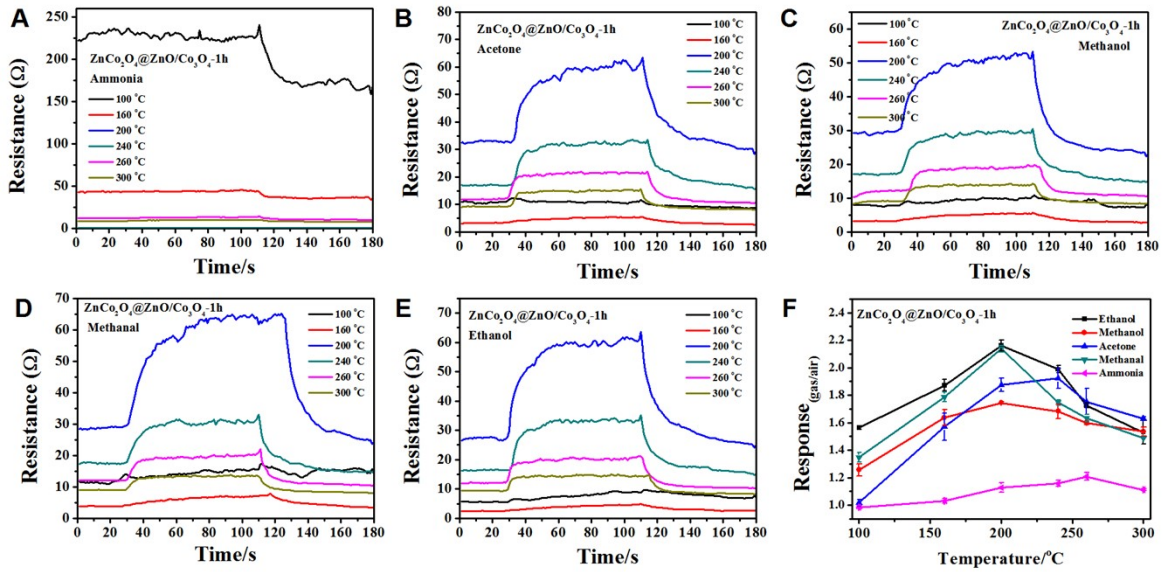 A
ZnCo₂O₄@ZnO/Co₃O₄-1h
Ammonia
100 °C
160 °C
200 °C
240 °C
260 °C
300 °C
Resistance (Ω)
250
200
150
100
50
0
0 20 40 60 80 100 120 140 160 180
Time/s
B
ZnCo₂O₄@ZnO/Co₃O₄-1h
Acetone
100 °C
160 °C
200 °C
240 °C
260 °C
300 °C
Resistance (Ω)
80
70
60
50
40
30
20
10
0
0 20 40 60 80 100 120 140 160 180
Time/s
C
ZnCo₂O₄@ZnO/Co₃O₄-1h
Methanol
100 °C
160 °C
200 °C
240 °C
260 °C
300 °C
Resistance (Ω)
60
50
40
30
20
10
0
0 20 40 60 80 100 120 140 160 180
Time/s
D
ZnCo₂O₄@ZnO/Co₃O₄-1h
Methanal
100 °C
160 °C
200 °C
240 °C
260 °C
300 °C
Resistance (Ω)
70
60
50
40
30
20
10
0
0 20 40 60 80 100 120 140 160 180
Time/s
E
ZnCo₂O₄@ZnO/Co₃O₄-1h
Ethanol
100 °C
160 °C
200 °C
240 °C
260 °C
300 °C
Resistance (Ω)
70
60
50
40
30
20
10
0
0 20 40 60 80 100 120 140 160 180
Time/s
F
ZnCo₂O₄@ZnO/Co₃O₄-1h
Ethanol
Methanol
Acetone
Methanal
Ammonia
Response (gas/air)
2.4
2.2
2.0
1.8
1.6
1.4
1.2
1.0
100 150 200 250 300
Temperature/°C